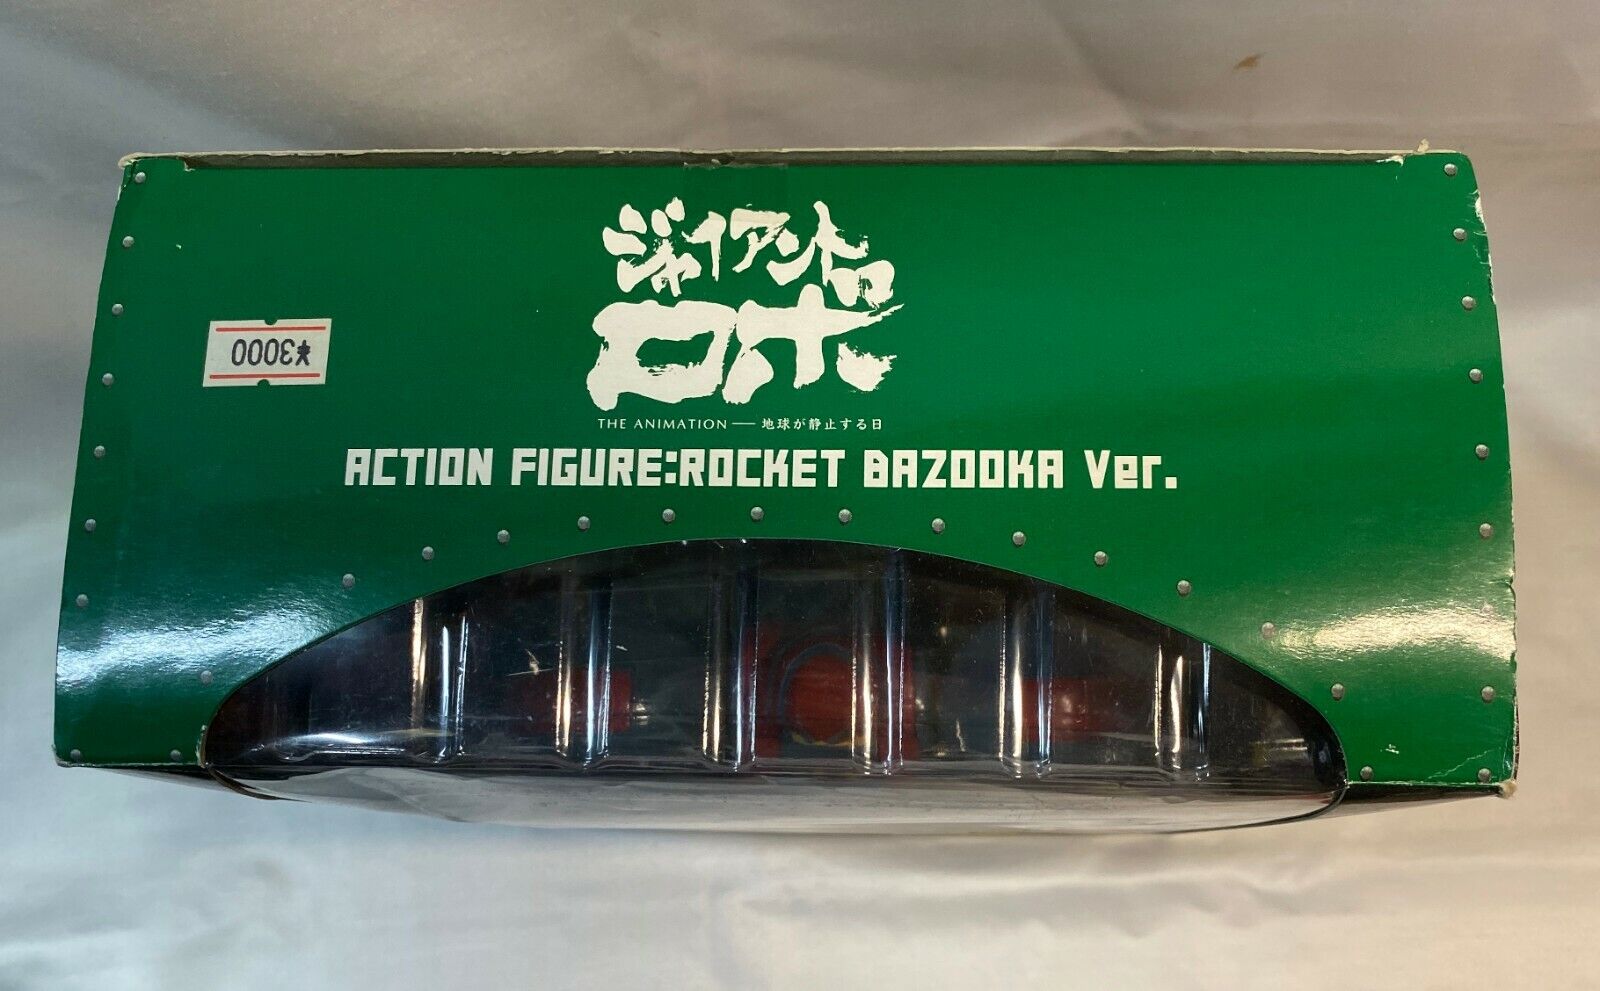 ジャイアント
ロボ
THE ANIMATION — 地球が静止する日
ACTION FIGURE:ROCKET BAZOOKA Ver.
¥3000